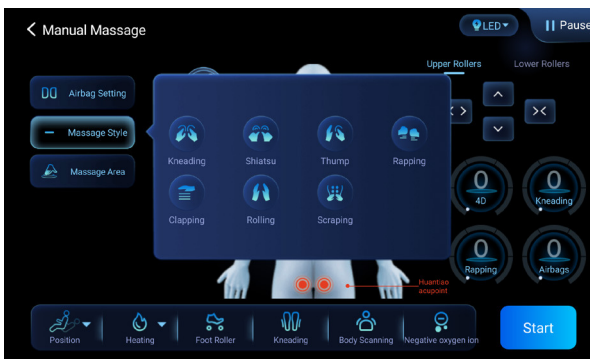 Manual Massage
LED
Pause
Upper Rollers
Lower Rollers
Airbag Setting
Massage Style
Massage Area
Kneading
Shiatsu
Thump
Rapping
Clapping
Rolling
Scraping
0
4D
0
Kneading
0
Rapping
0
Airbags
Huantiao
acupoint
Position
Heating
Foot Roller
Kneading
Body Scanning
Negative oxygen ion
Start